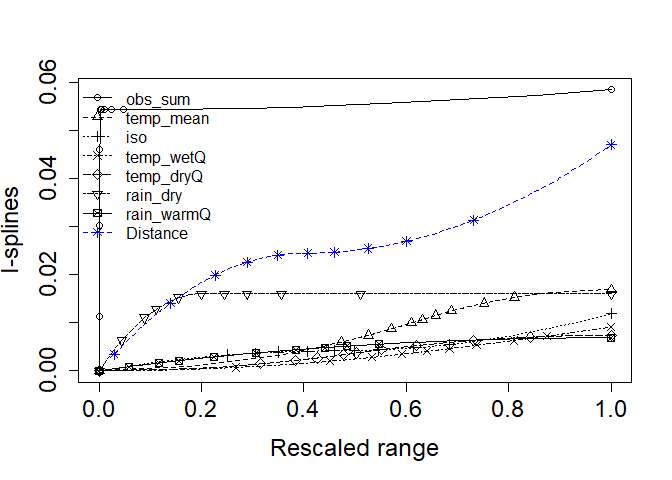 0.06
0.04
0.02
0.00
I-splines
obs_sum
temp_mean
iso
temp_wetQ
temp_dryQ
rain_dry
rain_warmQ
Distance
0.0 0.2 0.4 0.6 0.8 1.0
Rescaled range